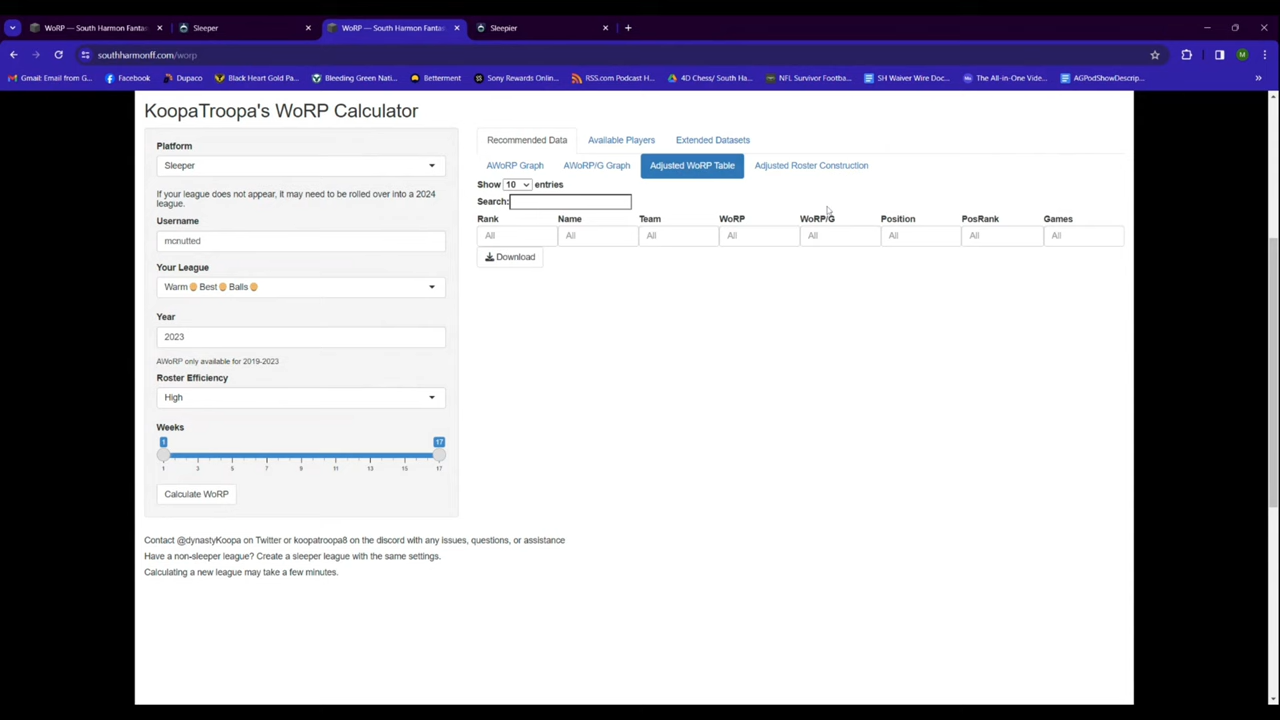 WoRP — South Harmon Fantas
Sleeper
WoRP — South Harmon Fantas
Sleepier
southharmonff.com/worp
Gmail: Email from G...
Facebook
Dupaco
Black Heart Gold Pa...
Bleeding Green Nati...
Betterment
Sony Rewards Onlin...
RSS.com Podcast H...
4D Chess/ South Ha...
NFL Survivor Footba...
SH Waiver Wire Doc...
The All-in-One Video...
AGPodShowDescrip...
KoopaTroopa's WoRP Calculator
Platform
Sleeper
If your league does not appear, it may need to be rolled over into a 2024
league.
Username
mcnutted
Your League
Warm Best Balls
Year
2023
AWoRP only available for 2019-2023
Roster Efficiency
High
Weeks
1 17
1 3 5 7 9 11 13 15 17
Calculate WoRP
Recommended Data Available Players Extended Datasets
AWoRP Graph AWoRP/G Graph Adjusted WoRP Table Adjusted Roster Construction
Show 10 entries
Search:
Rank Name Team WoRP WoRP/G Position PosRank Games
All All All All All All All All
Download
Contact @dynastyKoopa on Twitter or koopatroopa8 on the discord with any issues, questions, or assistance
Have a non-sleeper league? Create a sleeper league with the same settings.
Calculating a new league may take a few minutes.